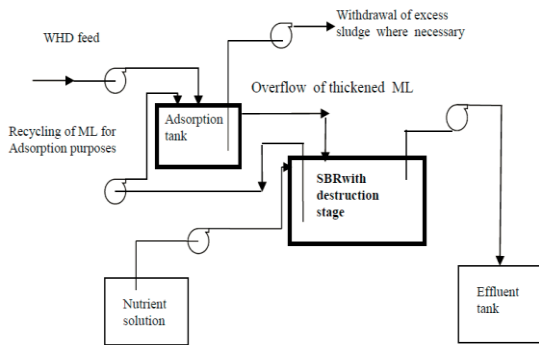 WHD feed
Withdrawal of excess
sludge where necessary
Overflow of thickened ML
Adsorption
tank
Recycling of ML for
Adsorption purposes
SBRwith
destruction
stage
Nutrient
solution
Effluent
tank